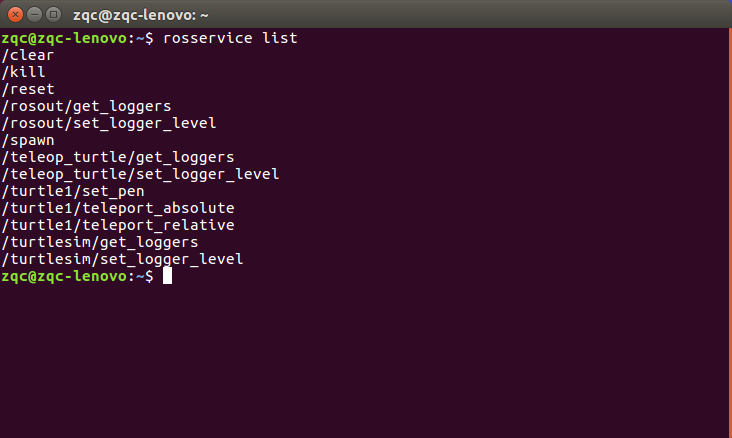 zqc@zqc-lenovo: ~
zqc@zqc-lenovo:~$ rosservice list
/clear
/kill
/reset
/rosout/get_loggers
/rosout/set_logger_level
/spawn
/teleop_turtle/get_loggers
/teleop_turtle/set_logger_level
/turtle1/set_pen
/turtle1/teleport_absolute
/turtle1/teleport_relative
/turtlesim/get_loggers
/turtlesim/set_logger_level
zqc@zqc-lenovo:~$